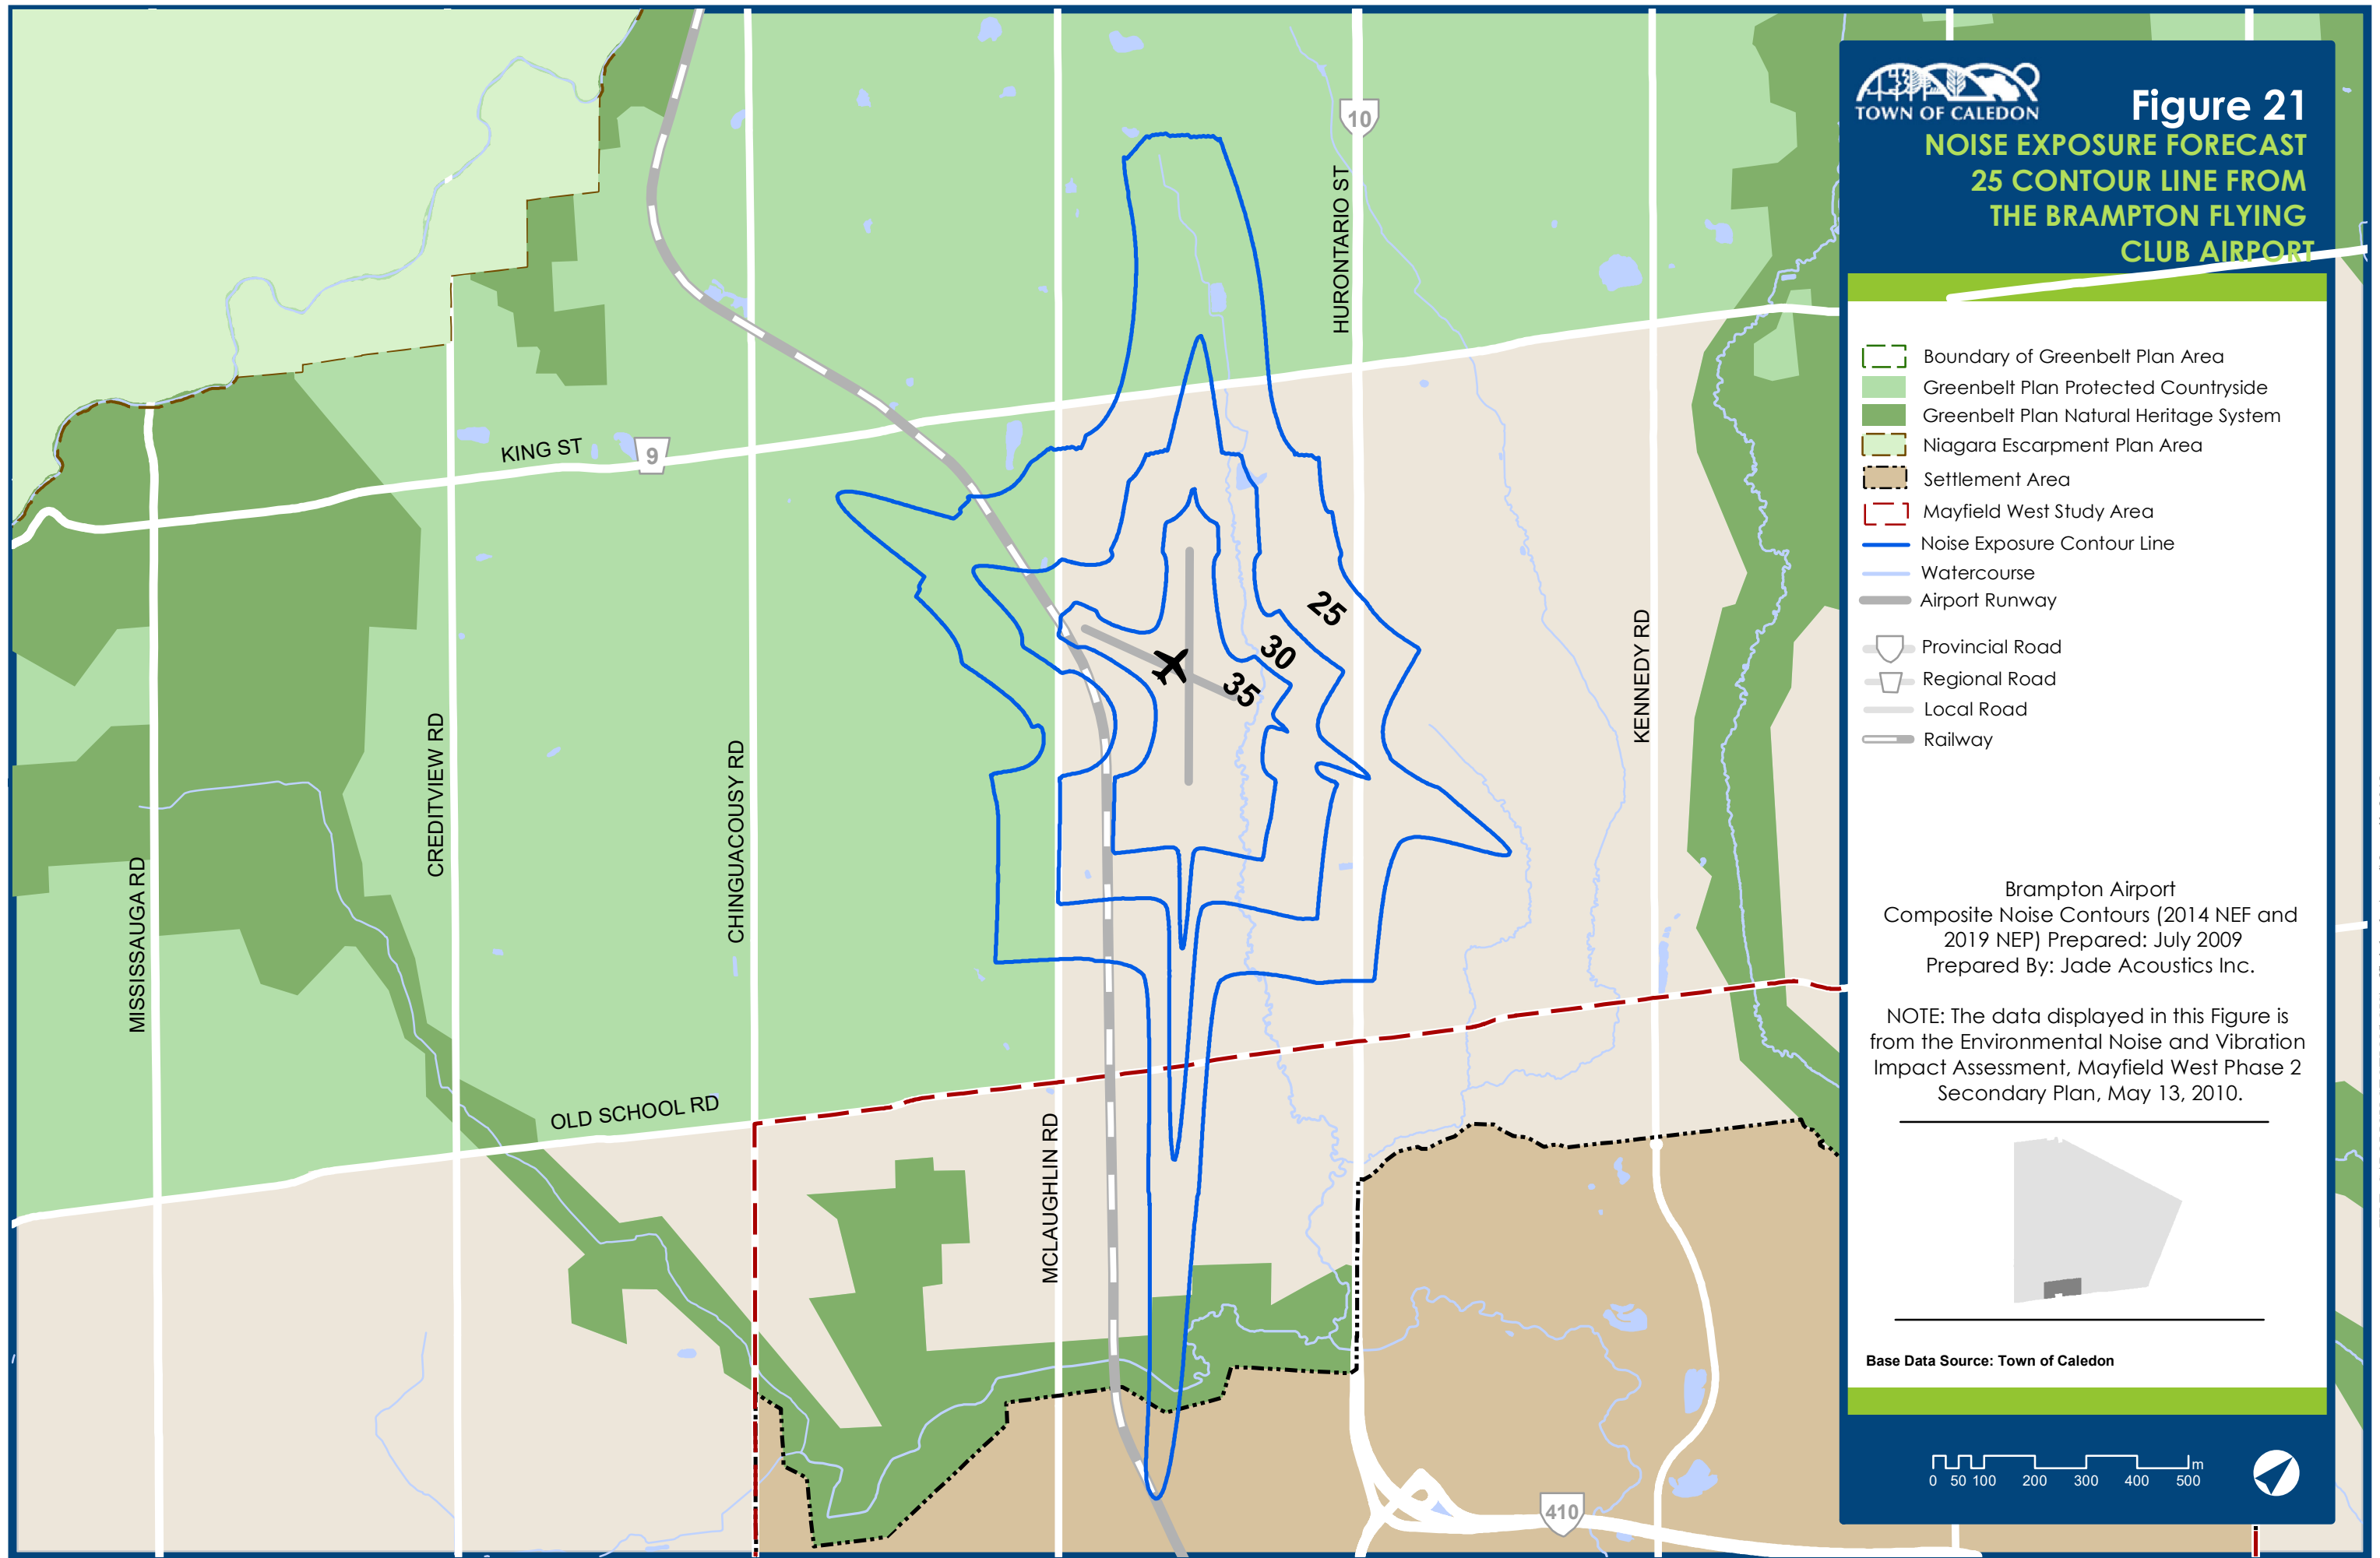 TOWN OF CALEDON
Figure 21
NOISE EXPOSURE FORECAST
25 CONTOUR LINE FROM
THE BRAMPTON FLYING
CLUB AIRPORT
Boundary of Greenbelt Plan Area
Greenbelt Plan Protected Countryside
Greenbelt Plan Natural Heritage System
Niagara Escarpment Plan Area
Settlement Area
Mayfield West Study Area
Noise Exposure Contour Line
Watercourse
Airport Runway
Provincial Road
Regional Road
Local Road
Railway
Brampton Airport
Composite Noise Contours (2014 NEF and
2019 NEP) Prepared: July 2009
Prepared By: Jade Acoustics Inc.
NOTE: The data displayed in this Figure is
from the Environmental Noise and Vibration
Impact Assessment, Mayfield West Phase 2
Secondary Plan, May 13, 2010.
Base Data Source: Town of Caledon
m
0 50 100 200 300 400 500
10
HURONTARIO ST
KING ST
9
25
30
35
KENNEDY RD
CREDITVIEW RD
CHINGUACOUSY RD
MISSISSAUGA RD
OLD SCHOOL RD
MCLAUGHLIN RD
410